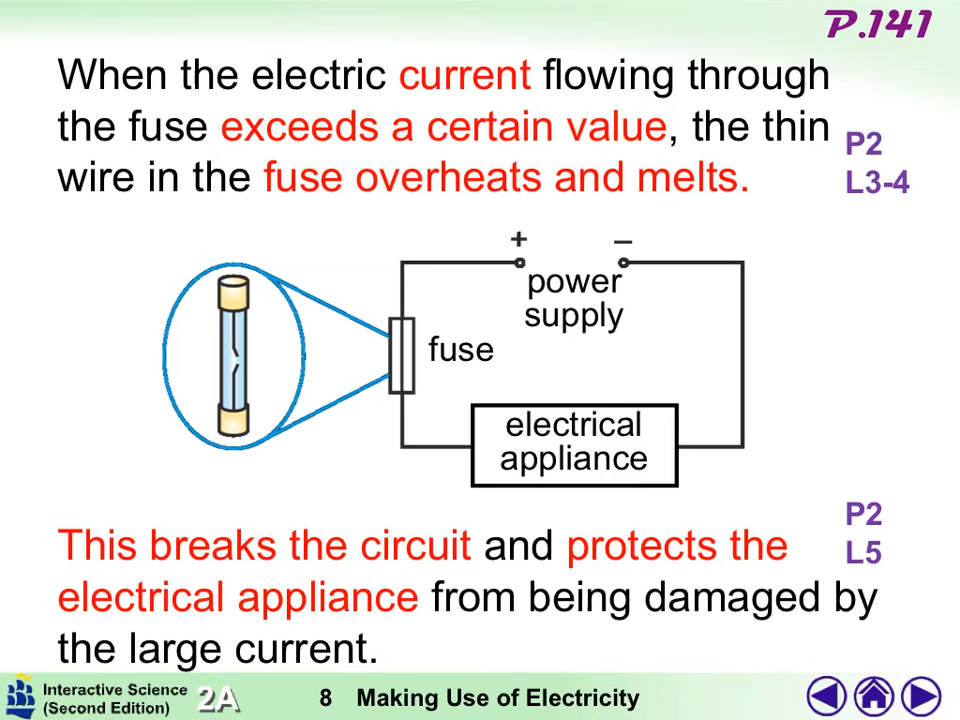 P.141
When the electric current flowing through
the fuse exceeds a certain value, the thin
wire in the fuse overheats and melts.
P2
L3-4
+ –
power
supply
fuse
electrical
appliance
P2
L5
This breaks the circuit and protects the
electrical appliance from being damaged by
the large current.
Interactive Science
(Second Edition)
2A
8 Making Use of Electricity